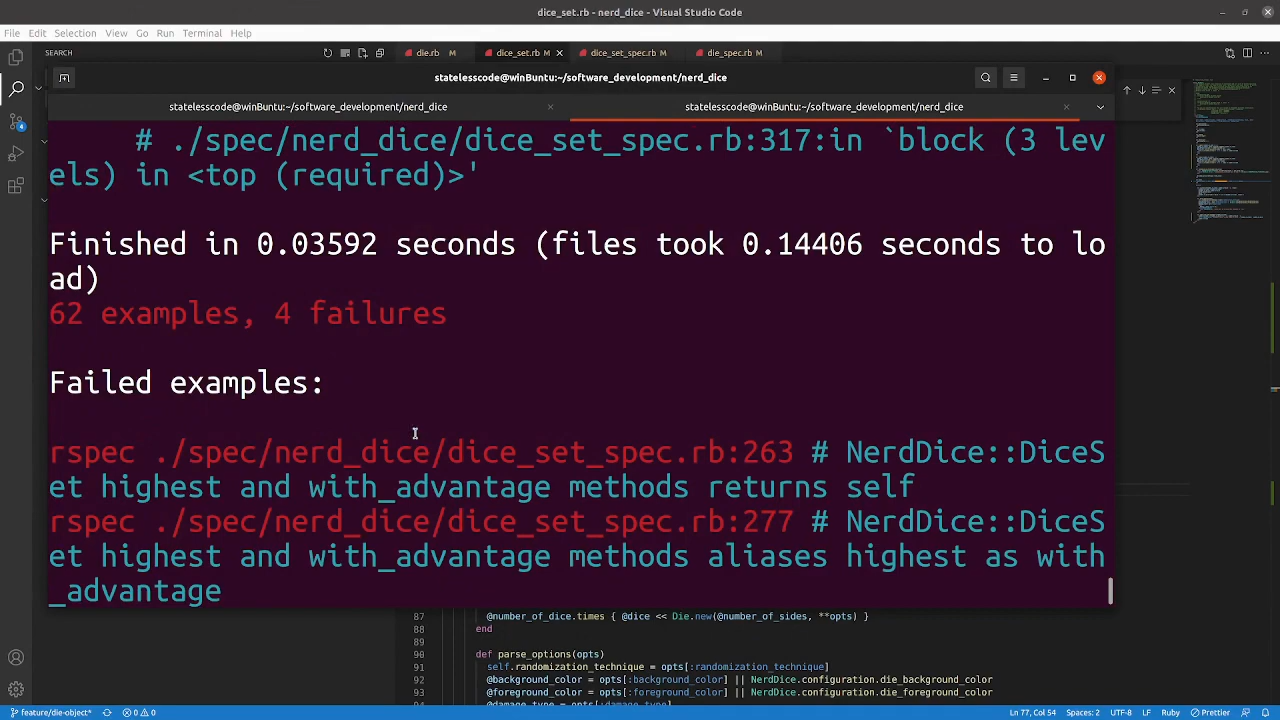 dice_set.rb - nerd_dice - Visual Studio Code
File Edit Selection View Go Run Terminal Help
SEARCH
die.rb M
dice_set.rb M
dice_set_spec.rb M
die_spec.rb M
statelesscode@winBuntu:~/software_development/nerd_dice
statelesscode@winBuntu:~/software_development/nerd_dice
statelesscode@winBuntu:~/software_development/nerd_dice
# ./spec/nerd_dice/dice_set_spec.rb:317:in `block (3 lev
els) in <top (required)>'
Finished in 0.03592 seconds (files took 0.14406 seconds to lo
ad)
62 examples, 4 failures
Failed examples:
rspec ./spec/nerd_dice/dice_set_spec.rb:263 # NerdDice::DiceS
et highest and with_advantage methods returns self
rspec ./spec/nerd_dice/dice_set_spec.rb:277 # NerdDice::DiceS
et highest and with_advantage methods aliases highest as with
_advantage
87 @number_of_dice.times { @dice << Die.new(@number_of_sides, **opts) }
88 end
89
90 def parse_options(opts)
91 self.randomization_technique = opts[:randomization_technique]
92 @background_color = opts[:background_color] || NerdDice.configuration.die_background_color
93 @foreground_color = opts[:foreground_color] || NerdDice.configuration.die_foreground_color
94 @damage_type = opts[:damage_type]
4
feature/die-object* 0 0 Ln 77, Col 54 Spaces: 2 UTF-8 LF Ruby Prettier